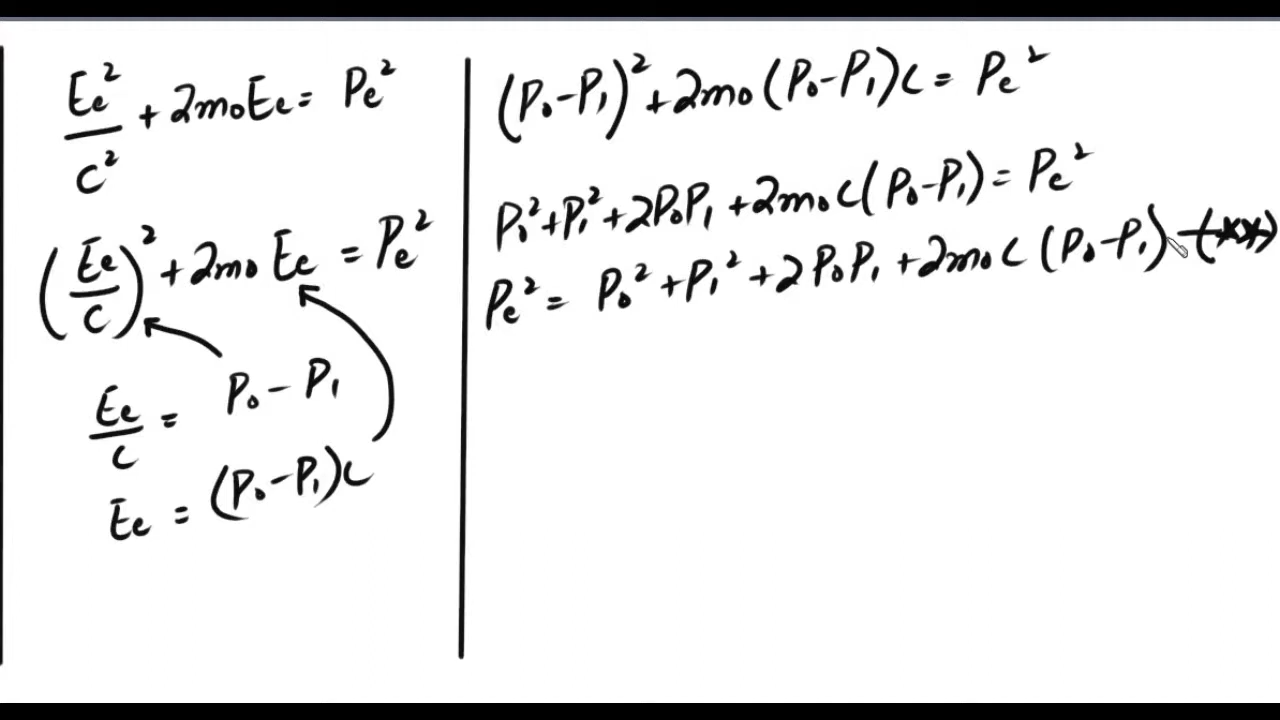 Ee²/c² + 2m₀Ee = Pe²
(Ee/c)² + 2m₀ Ee = Pe²
Ee/c = P₀ - P₁
Ee = (P₀ - P₁)c
(P₀ - P₁)² + 2m₀ (P₀ - P₁)c = Pe²
P₀² + P₁² + 2P₀P₁ + 2m₀c(P₀ - P₁) = Pe²
Pe² = P₀² + P₁² + 2P₀P₁ + 2m₀c (P₀ - P₁) - (**)